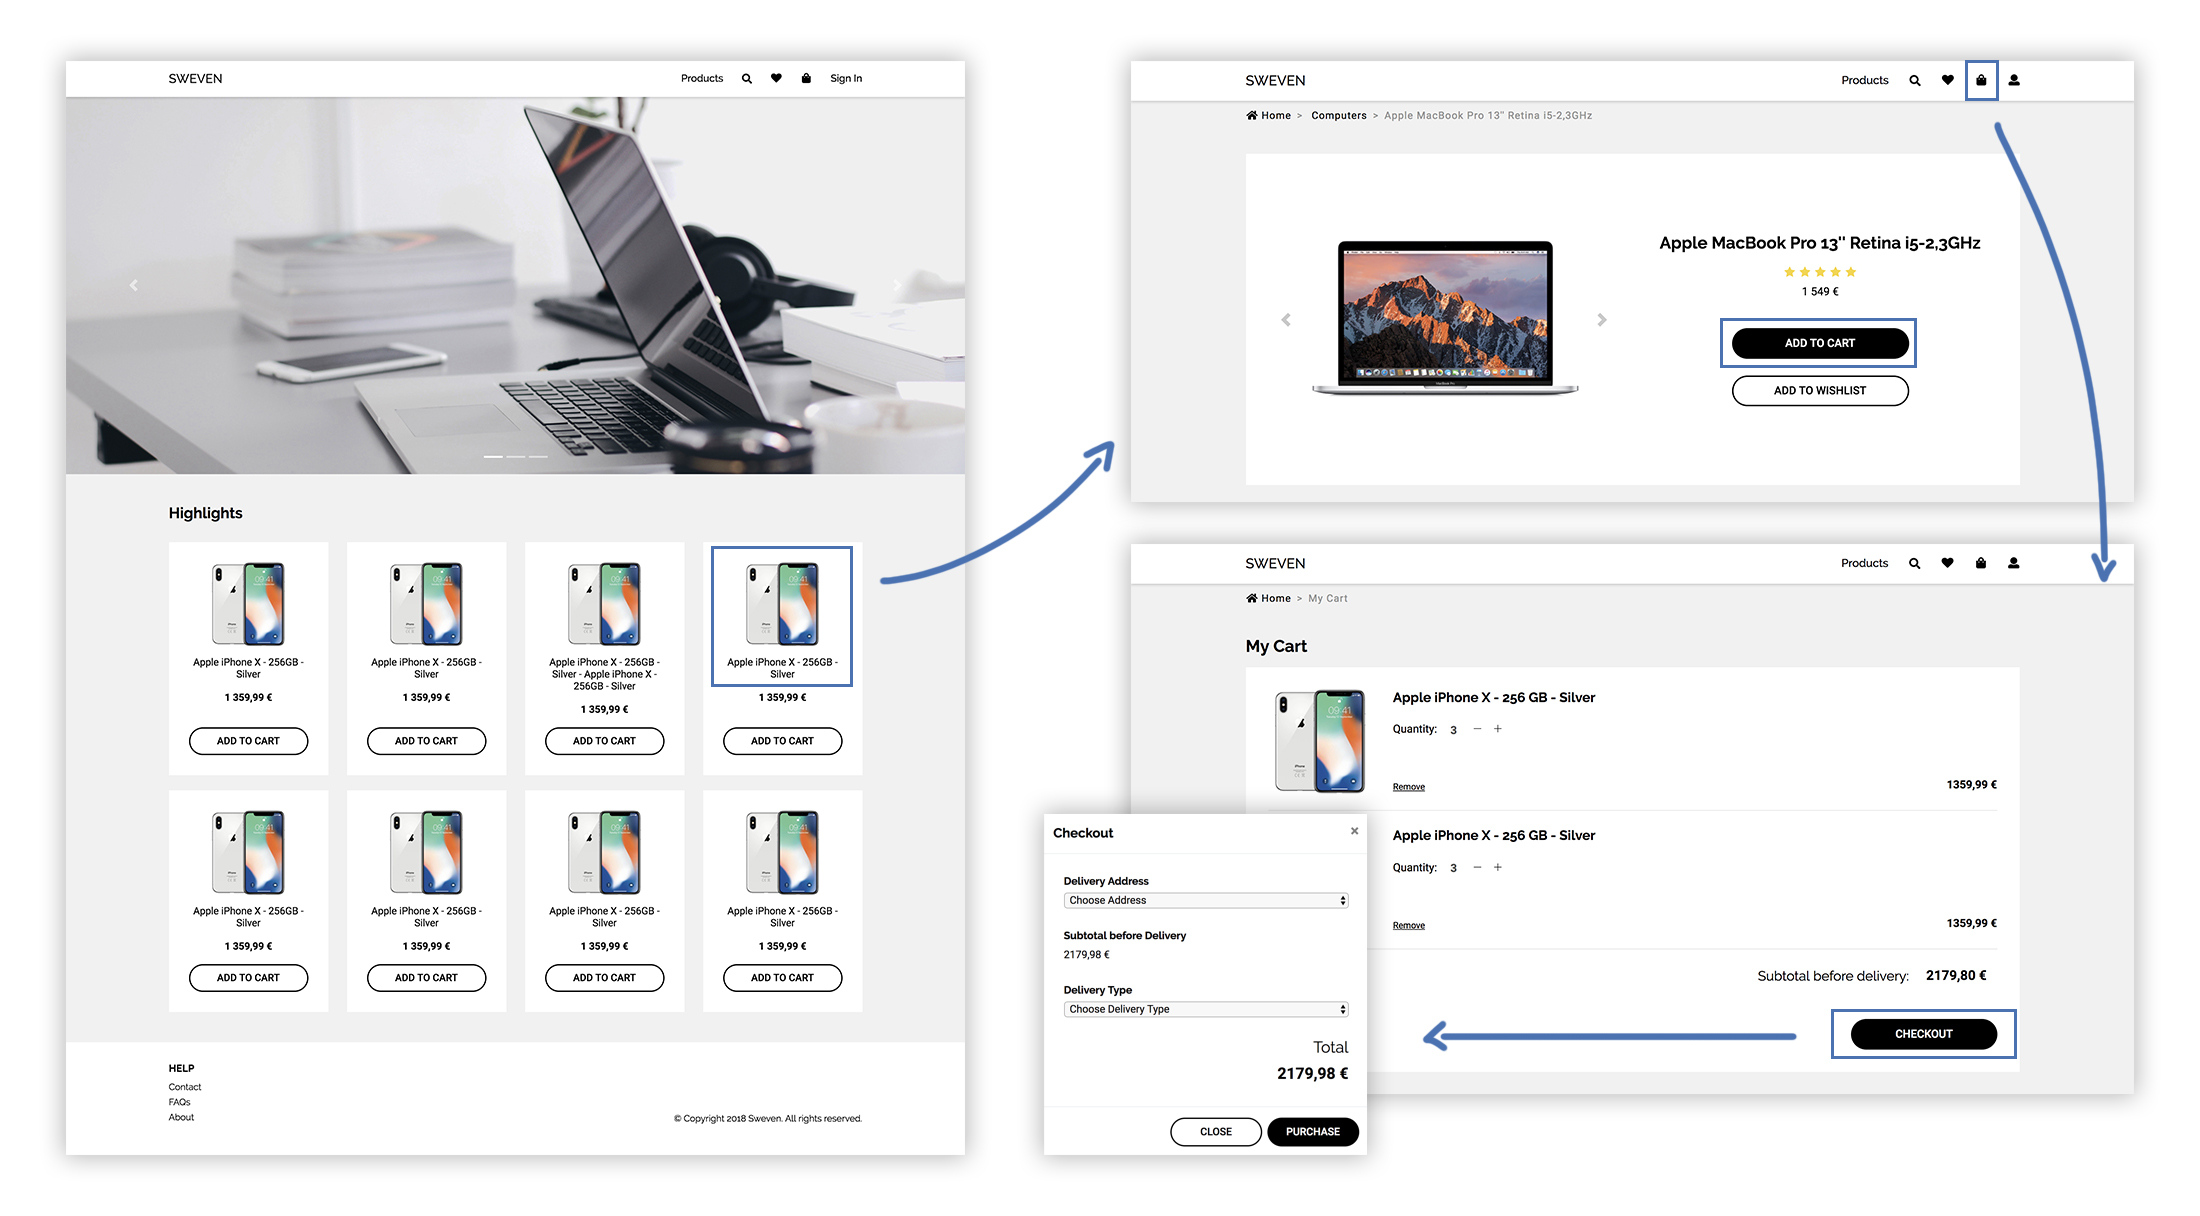 SWEVEN
Products
Sign In
Highlights
Apple iPhone X - 256GB -
Silver
1 359,99 €
ADD TO CART
Apple iPhone X - 256GB -
Silver
1 359,99 €
ADD TO CART
Apple iPhone X - 256GB -
Silver - Apple iPhone X -
256GB - Silver
1 359,99 €
ADD TO CART
Apple iPhone X - 256GB -
Silver
1 359,99 €
ADD TO CART
Apple iPhone X - 256GB -
Silver
1 359,99 €
ADD TO CART
Apple iPhone X - 256GB -
Silver
1 359,99 €
ADD TO CART
Apple iPhone X - 256GB -
Silver
1 359,99 €
ADD TO CART
Apple iPhone X - 256GB -
Silver
1 359,99 €
ADD TO CART
HELP
Contact
FAQs
About
© Copyright 2018 Sweven. All rights reserved.
SWEVEN
Products
Home > Computers > Apple MacBook Pro 13'' Retina i5-2,3GHz
Apple MacBook Pro 13'' Retina i5-2,3GHz
1 549 €
ADD TO CART
ADD TO WISHLIST
SWEVEN
Products
Home > My Cart
My Cart
09:41
Apple iPhone X - 256 GB - Silver
Quantity: 3 − +
Remove
1359,99 €
Apple iPhone X - 256 GB - Silver
Quantity: 3 − +
Remove
1359,99 €
Subtotal before delivery: 2179,80 €
CHECKOUT
Checkout ×
Delivery Address
Choose Address
Subtotal before Delivery
2179,98 €
Delivery Type
Choose Delivery Type
Total
2179,98 €
CLOSE
PURCHASE